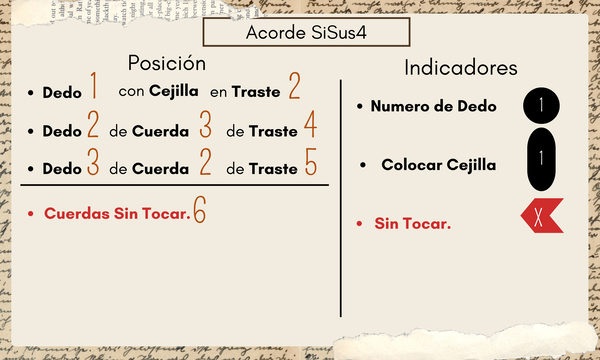 Acorde SiSus4
Posición
• Dedo 1 con Cejilla en Traste 2
• Dedo 2 de Cuerda 3 de Traste 4
• Dedo 3 de Cuerda 2 de Traste 5
• Cuerdas Sin Tocar. 6
Indicadores
• Numero de Dedo 1
• Colocar Cejilla 1
• Sin Tocar. X